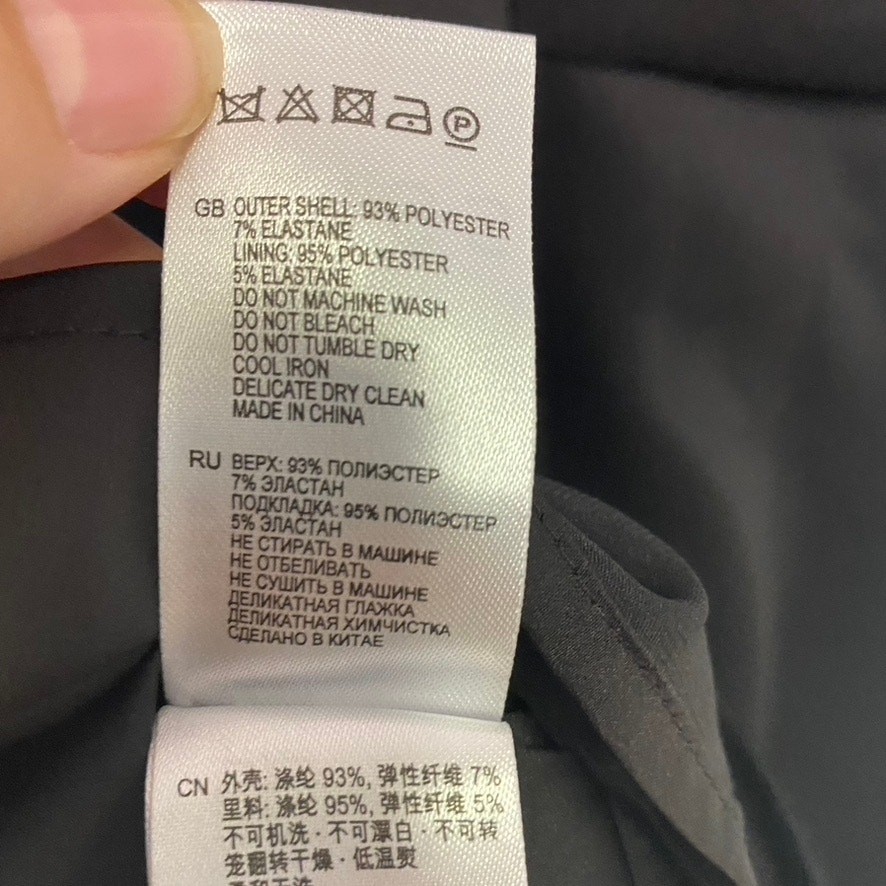 P
GB OUTER SHELL: 93% POLYESTER
7% ELASTANE
LINING: 95% POLYESTER
5% ELASTANE
DO NOT MACHINE WASH
DO NOT BLEACH
DO NOT TUMBLE DRY
COOL IRON
DELICATE DRY CLEAN
MADE IN CHINA
RU ВЕРХ: 93% ПОЛИЭСТЕР
7% ЭЛАСТАН
ПОДКЛАДКА: 95% ПОЛИЭСТЕР
5% ЭЛАСТАН
НЕ СТИРАТЬ В МАШИНЕ
НЕ ОТБЕЛИВАТЬ
НЕ СУШИТЬ В МАШИНЕ
ДЕЛИКАТНАЯ ГЛАЖКА
ДЕЛИКАТНАЯ ХИМЧИСТКА
СДЕЛАНО В КИТАЕ
CN 外壳: 涤纶 93%, 弹性纤维 7%
里料: 涤纶 95%, 弹性纤维 5%
不可机洗 · 不可漂白 · 不可转
笼翻转干燥 · 低温熨